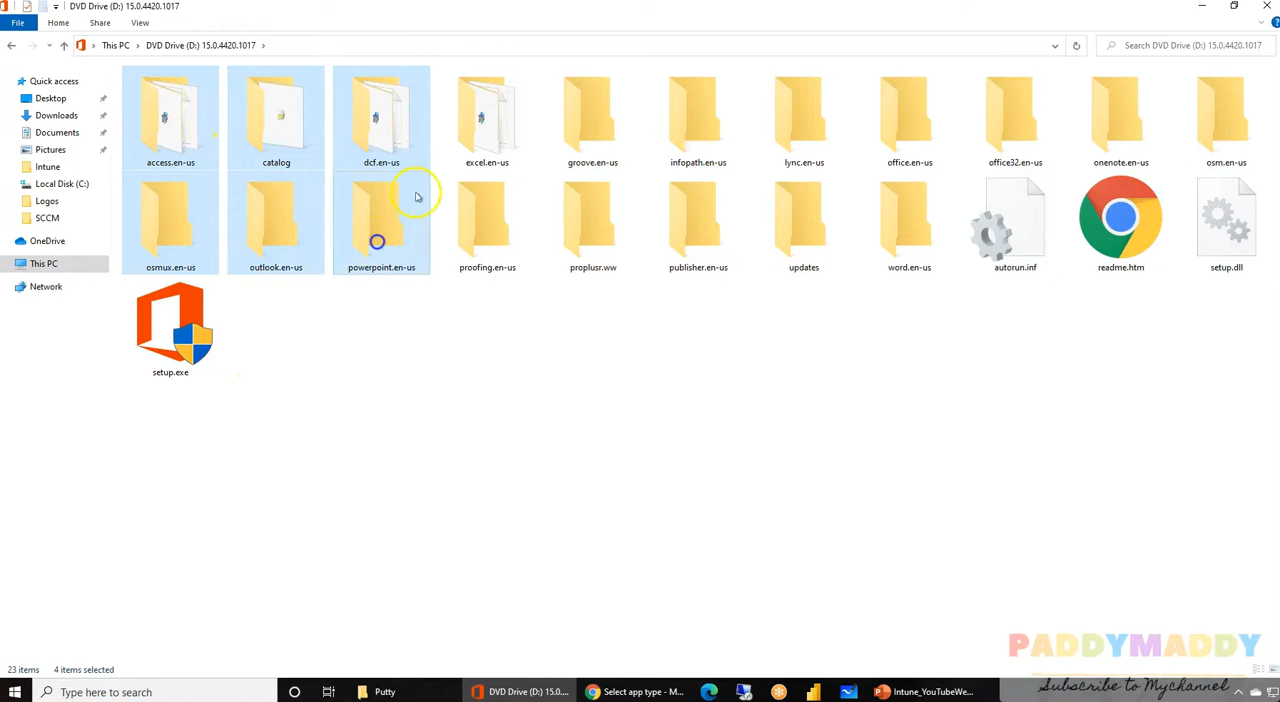 DVD Drive (D:) 15.0.4420.1017
File Home Share View
This PC > DVD Drive (D:) 15.0.4420.1017 >
Search DVD Drive (D:) 15.0.4420.1017
Quick access
Desktop
Downloads
Documents
Pictures
Intune
Local Disk (C:)
Logos
SCCM
OneDrive
This PC
Network
access.en-us catalog dcf.en-us excel.en-us groove.en-us infopath.en-us lync.en-us office.en-us office32.en-us onenote.en-us osm.en-us
osmux.en-us outlook.en-us powerpoint.en-us proofing.en-us proplusr.ww publisher.en-us updates word.en-us autorun.inf readme.htm setup.dll
setup.exe
23 items 4 items selected
PADDYMADDY
Subscribe to Mychannel
Type here to search Putty DVD Drive (D:) 15.0.... Select app type - M... Intune_YouTubeWe...